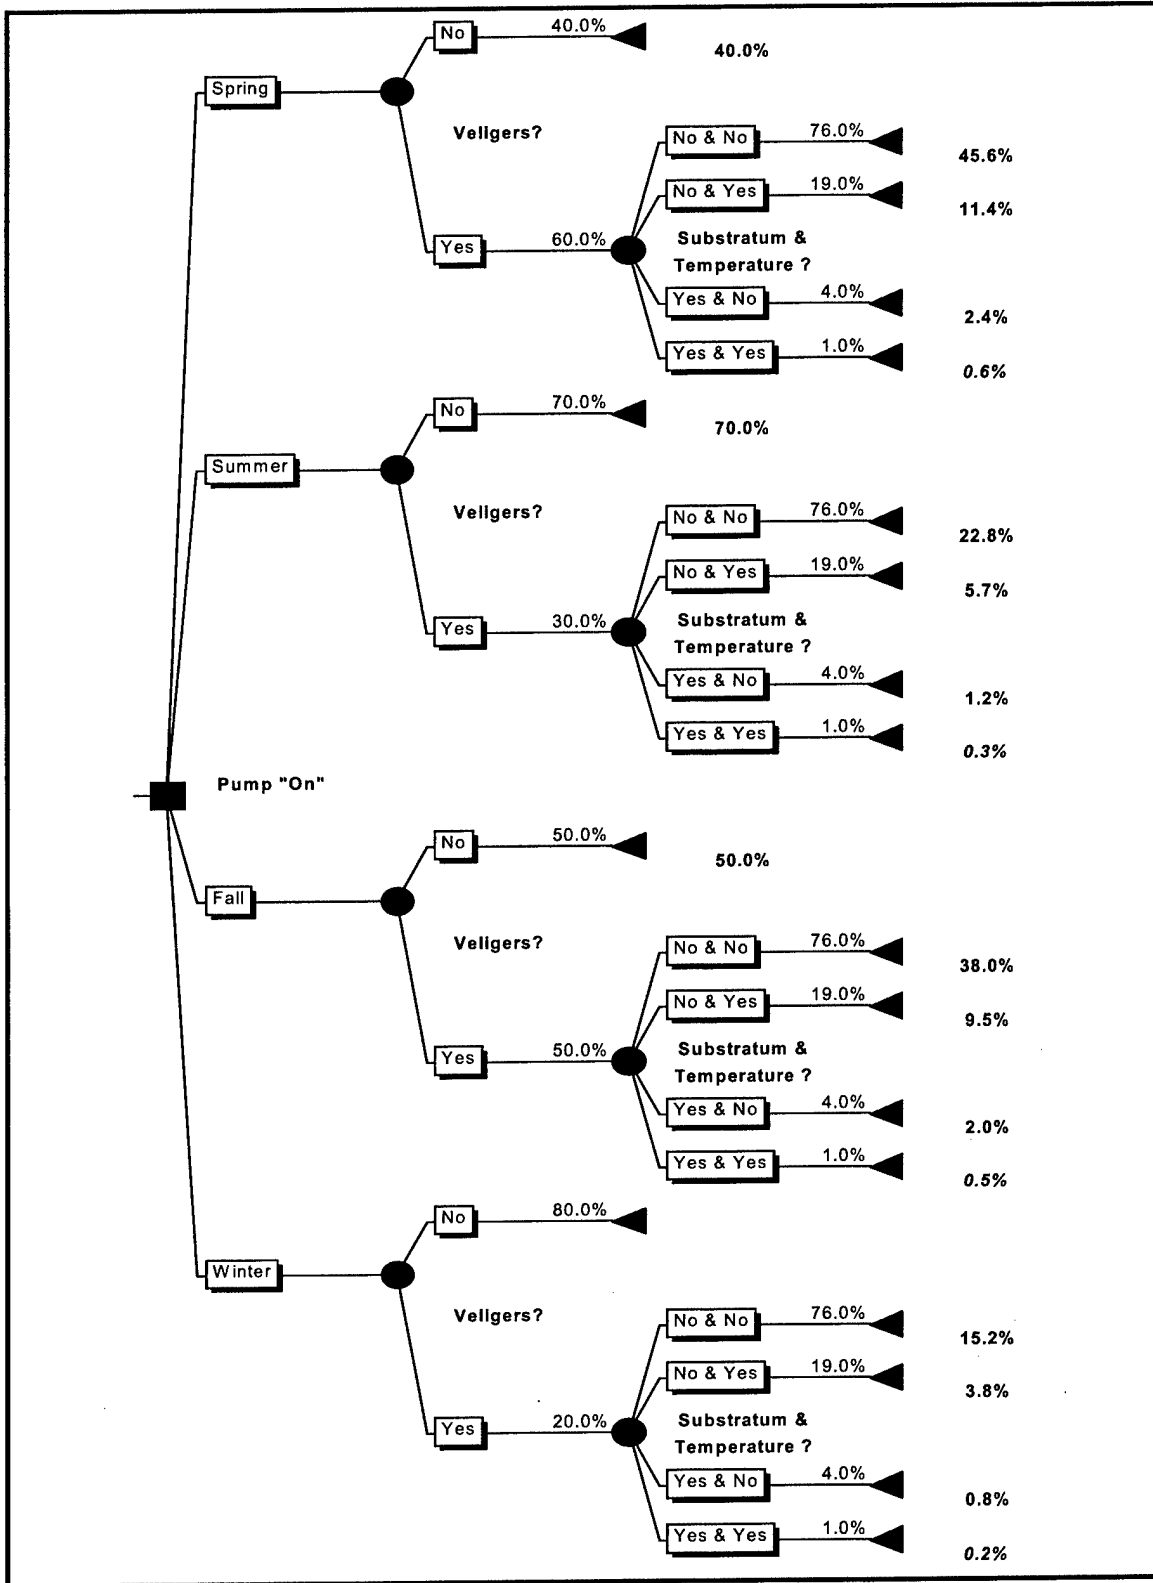 No 40.0%
40.0%
Spring
Veligers?
No & No 76.0%
45.6%
No & Yes 19.0%
11.4%
Yes 60.0%
Substratum &
Temperature ?
Yes & No 4.0%
2.4%
Yes & Yes 1.0%
0.6%
No 70.0%
70.0%
Summer
Veligers?
No & No 76.0%
22.8%
No & Yes 19.0%
5.7%
Yes 30.0%
Substratum &
Temperature ?
Yes & No 4.0%
1.2%
Yes & Yes 1.0%
0.3%
Pump "On"
No 50.0%
50.0%
Fall
Veligers?
No & No 76.0%
38.0%
No & Yes 19.0%
9.5%
Yes 50.0%
Substratum &
Temperature ?
Yes & No 4.0%
2.0%
Yes & Yes 1.0%
0.5%
No 80.0%
Winter
Veligers?
No & No 76.0%
15.2%
No & Yes 19.0%
3.8%
Yes 20.0%
Substratum &
Temperature ?
Yes & No 4.0%
0.8%
Yes & Yes 1.0%
0.2%